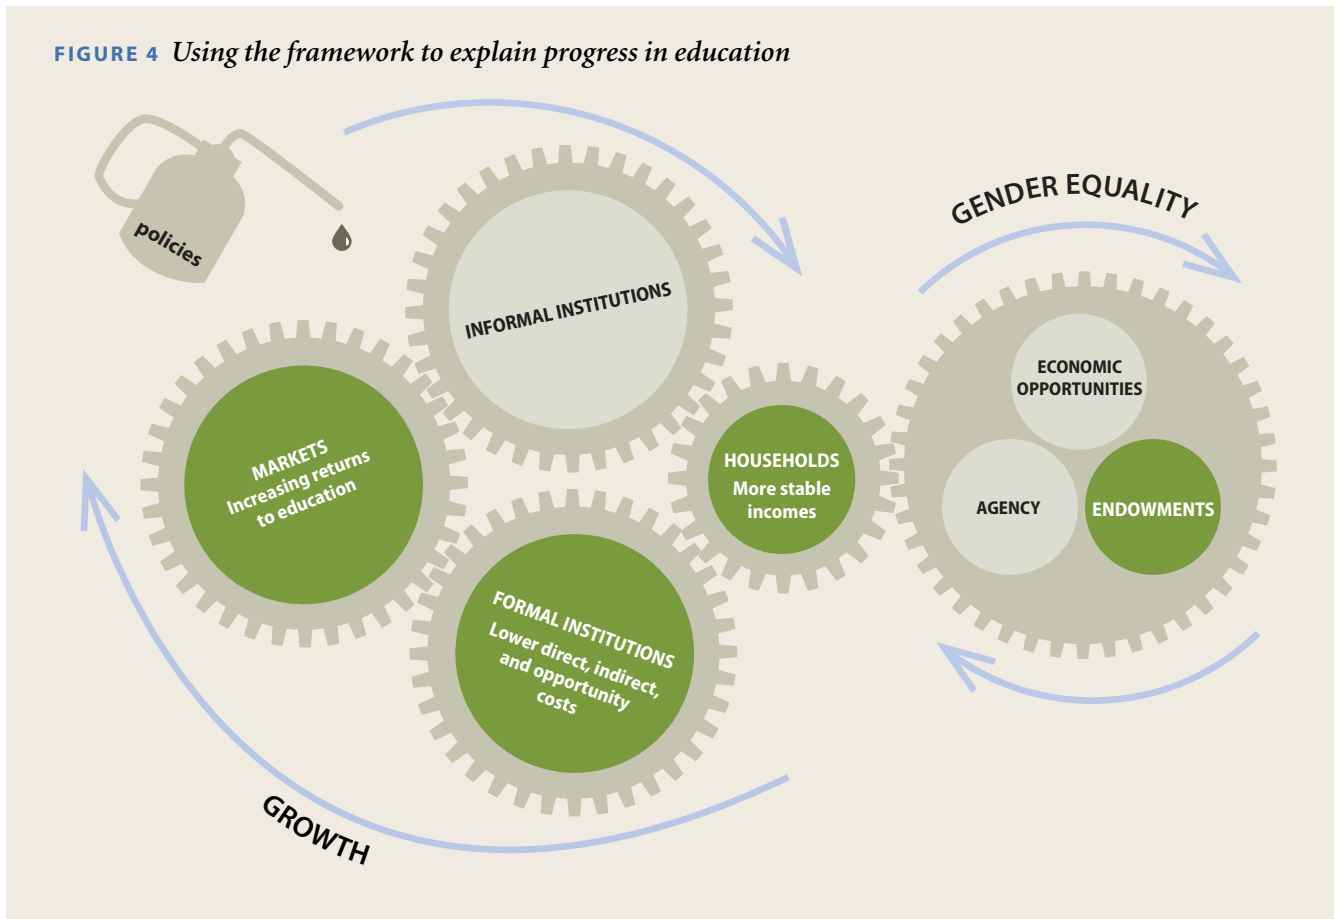 FIGURE 4 Using the framework to explain progress in education
policies
INFORMAL INSTITUTIONS
GENDER EQUALITY
MARKETS
Increasing returns
to education
HOUSEHOLDS
More stable
incomes
ECONOMIC
OPPORTUNITIES
AGENCY
ENDOWMENTS
FORMAL INSTITUTIONS
Lower direct, indirect,
and opportunity
costs
GROWTH